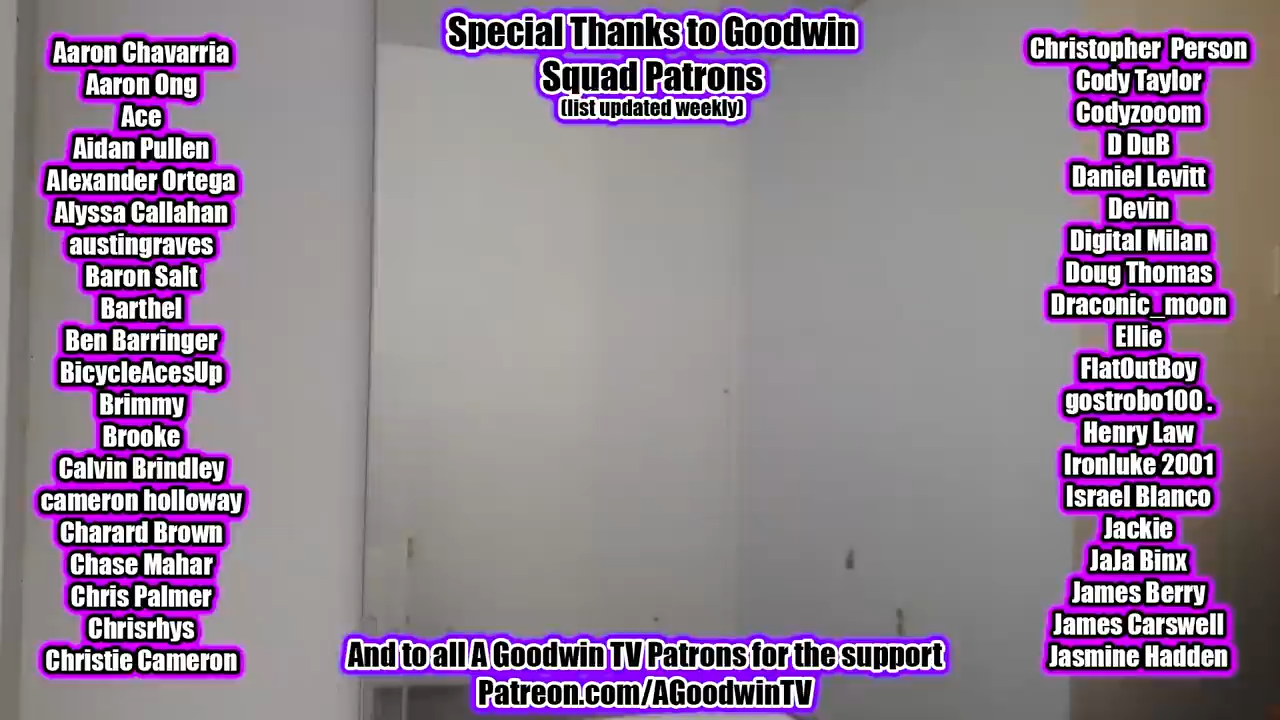 Special Thanks to Goodwin
Squad Patrons
(list updated weekly)
Aaron Chavarria
Aaron Ong
Ace
Aidan Pullen
Alexander Ortega
Alyssa Callahan
austingraves
Baron Salt
Barthel
Ben Barringer
BicycleAcesUp
Brimmy
Brooke
Calvin Brindley
cameron holloway
Charard Brown
Chase Mahar
Chris Palmer
Chrisrhys
Christie Cameron
Christopher  Person
Cody Taylor
Codyzooom
D DuB
Daniel Levitt
Devin
Digital Milan
Doug Thomas
Draconic_moon
Ellie
FlatOutBoy
gostrobo100 .
Henry Law
Ironluke 2001
Israel Blanco
Jackie
JaJa Binx
James Berry
James Carswell
Jasmine Hadden
And to all A Goodwin TV Patrons for the support
Patreon.com/AGoodwinTV